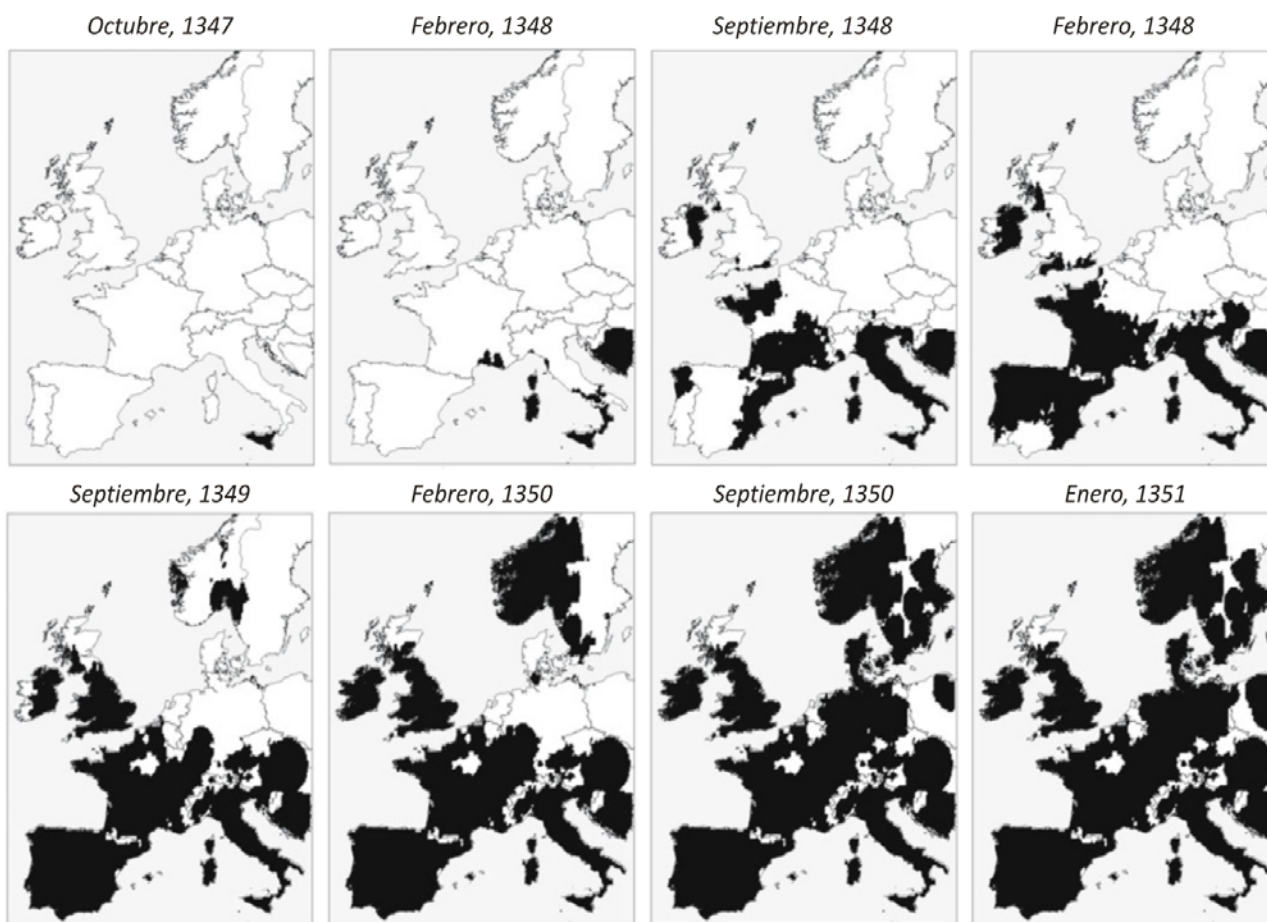 Octubre, 1347
Febrero, 1348
Septiembre, 1348
Febrero, 1348
Septiembre, 1349
Febrero, 1350
Septiembre, 1350
Enero, 1351